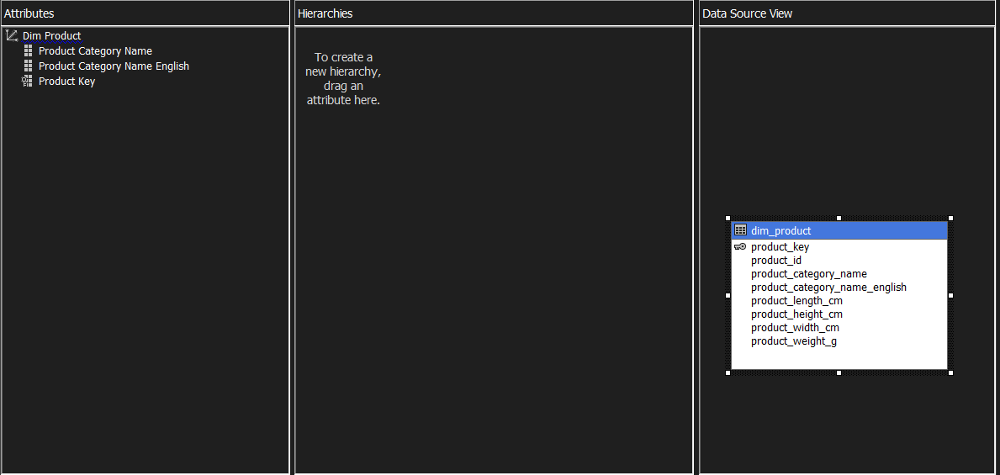 Attributes
Dim Product
Product Category Name
Product Category Name English
Product Key
Hierarchies
To create a
new hierarchy,
drag an
attribute here.
Data Source View
dim_product
product_key
product_id
product_category_name
product_category_name_english
product_length_cm
product_height_cm
product_width_cm
product_weight_g